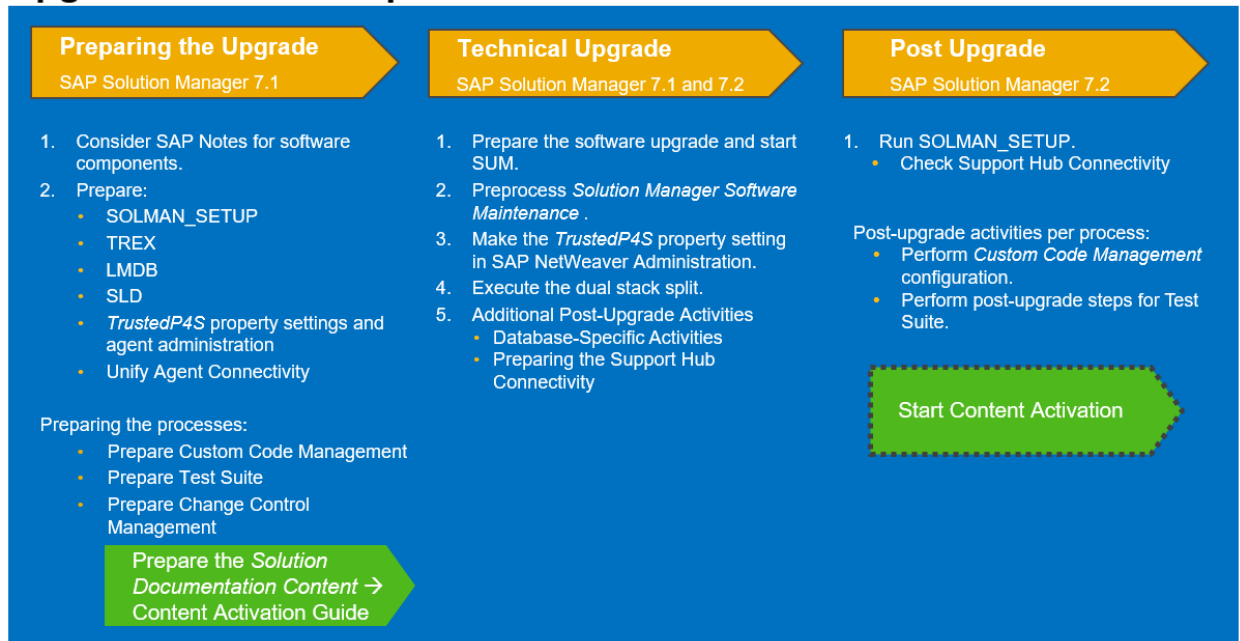 Preparing the Upgrade
SAP Solution Manager 7.1
1. Consider SAP Notes for software
components.
2. Prepare:
• SOLMAN_SETUP
• TREX
• LMDB
• SLD
• TrustedP4S property settings and
agent administration
• Unify Agent Connectivity
Preparing the processes:
• Prepare Custom Code Management
• Prepare Test Suite
• Prepare Change Control
Management
Prepare the Solution
Documentation Content →
Content Activation Guide
Technical Upgrade
SAP Solution Manager 7.1 and 7.2
1. Prepare the software upgrade and start
SUM.
2. Preprocess Solution Manager Software
Maintenance .
3. Make the TrustedP4S property setting
in SAP NetWeaver Administration.
4. Execute the dual stack split.
5. Additional Post-Upgrade Activities
• Database-Specific Activities
• Preparing the Support Hub
Connectivity
Post Upgrade
SAP Solution Manager 7.2
1. Run SOLMAN_SETUP.
• Check Support Hub Connectivity
Post-upgrade activities per process:
• Perform Custom Code Management
configuration.
• Perform post-upgrade steps for Test
Suite.
Start Content Activation